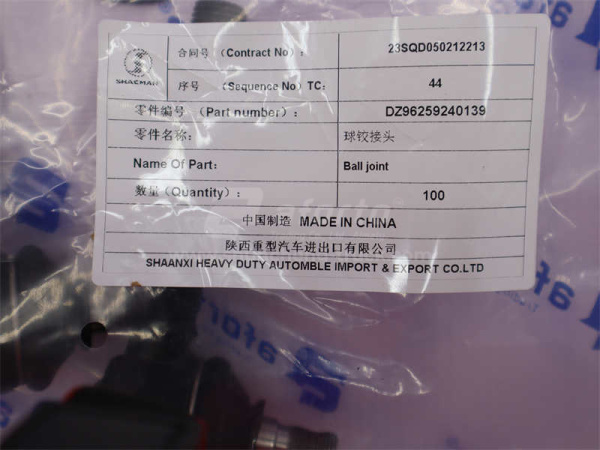 SHACMAN
合同号 (Contract No): 23SQD050212213
序号 (Sequence No) TC: 44
零件编号 (Part number): DZ96259240139
零件名称: 球铰接头
Name Of Part: Ball joint
数量 (Quantity): 100
中国制造 MADE IN CHINA
陕西重型汽车进出口有限公司
SHAANXI HEAVY DUTY AUTOMBLE IMPORT & EXPORT CO.LTD
afar